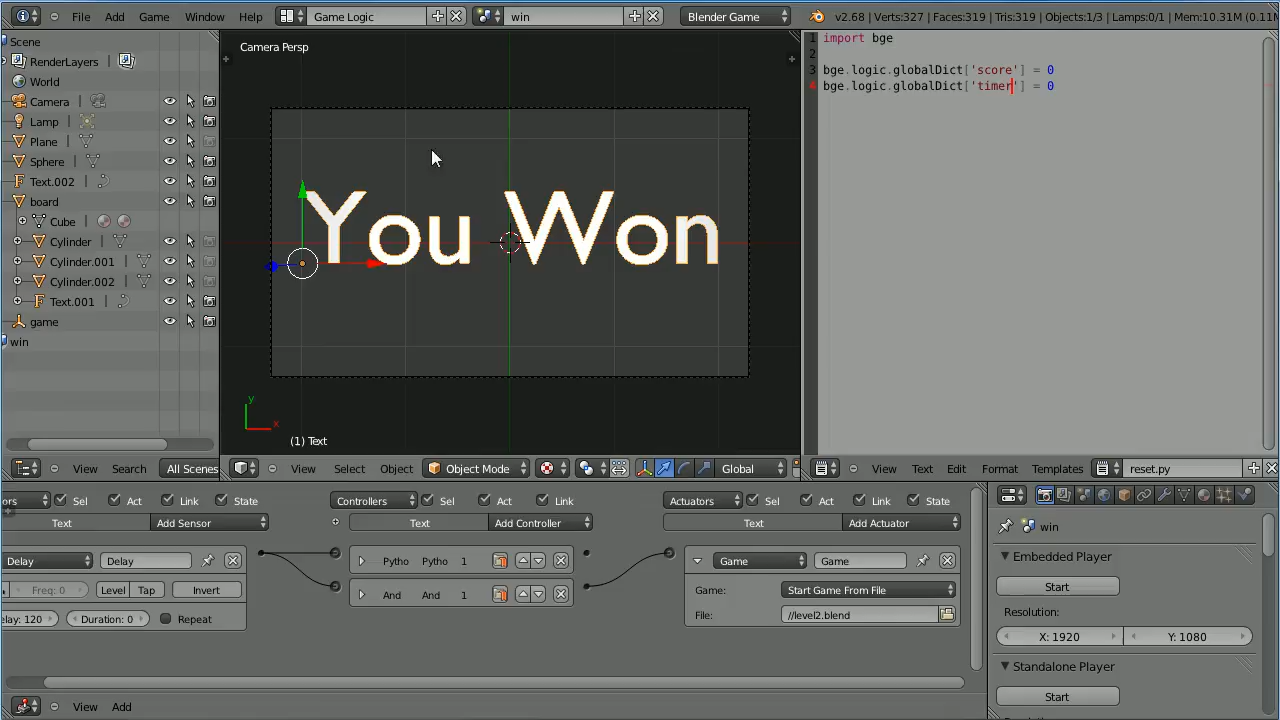 File Add Game Window Help Game Logic win Blender Game v2.68 | Verts:327 | Faces:319 | Tris:319 | Objects:1/3 | Lamps:0/1 | Mem:10.31M (0.11M
Scene
RenderLayers
World
Camera
Lamp
Plane
Sphere
Text.002
board
Cube
Cylinder
Cylinder.001
Cylinder.002
Text.001
game
win
View Search All Scenes
Camera Persp
You Won
y
x
(1) Text
View Select Object Object Mode Global
1 import bge
2
3 bge.logic.globalDict['score'] = 0
4 bge.logic.globalDict['timer'] = 0
View Text Edit Format Templates reset.py
ors Sel Act Link State
Text Add Sensor
Delay Delay
Freq: 0 Level Tap Invert
elay: 120 Duration: 0 Repeat
Controllers Sel Act Link
Text Add Controller
Pytho Pytho 1
And And 1
Actuators Sel Act Link State
Text Add Actuator
Game Game
Game: Start Game From File
File: //level2.blend
View Add
win
Embedded Player
Start
Resolution:
X: 1920 Y: 1080
Standalone Player
Start